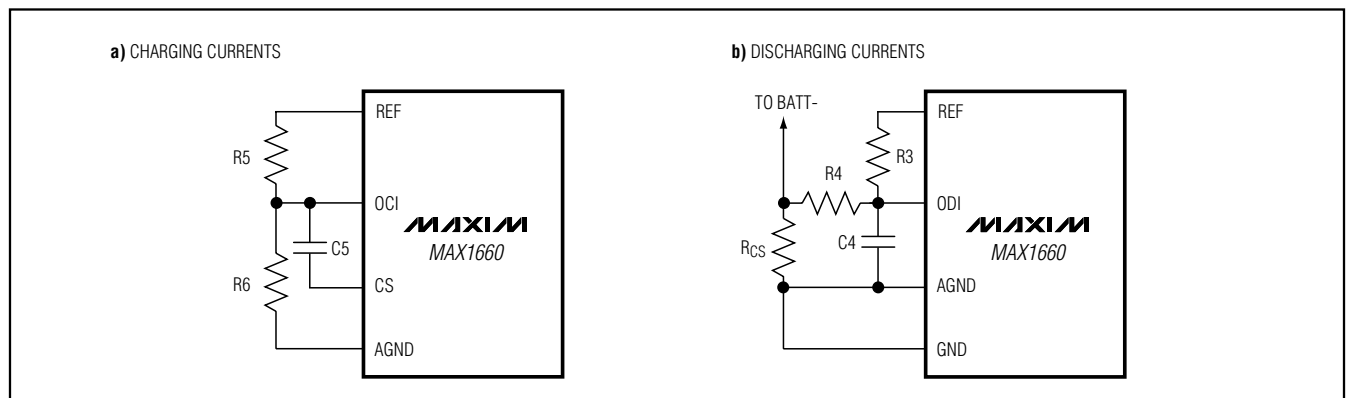 a) CHARGING CURRENTS
REF
R5
OCI
MAXIM
MAX1660
C5
R6
CS
AGND
b) DISCHARGING CURRENTS
TO BATT-
REF
R3
R4
ODI
MAXIM
MAX1660
RCS
C4
AGND
GND